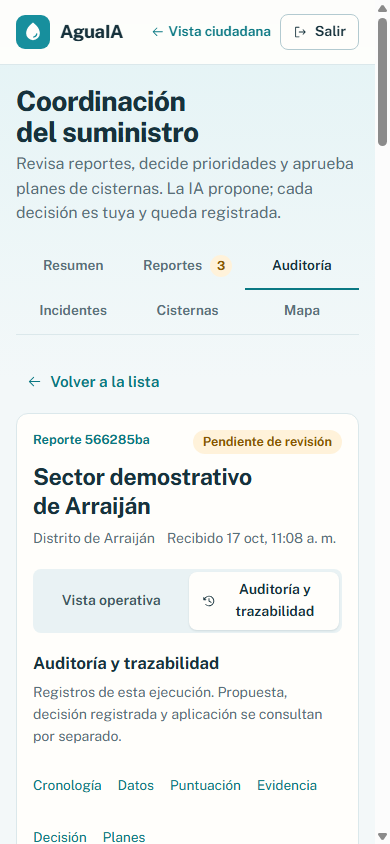 AguaIA
← Vista ciudadana
Salir
Coordinación
del suministro
Revisa reportes, decide prioridades y aprueba
planes de cisternas. La IA propone; cada
decisión es tuya y queda registrada.
Resumen
Reportes 3
Auditoría
Incidentes
Cisternas
Mapa
← Volver a la lista
Reporte 566285ba
Pendiente de revisión
Sector demostrativo
de Arraiján
Distrito de Arraiján Recibido 17 oct, 11:08 a. m.
Vista operativa
Auditoría y
trazabilidad
Auditoría y trazabilidad
Registros de esta ejecución. Propuesta,
decisión registrada y aplicación se consultan
por separado.
Cronología Datos Puntuación Evidencia
Decisión Planes